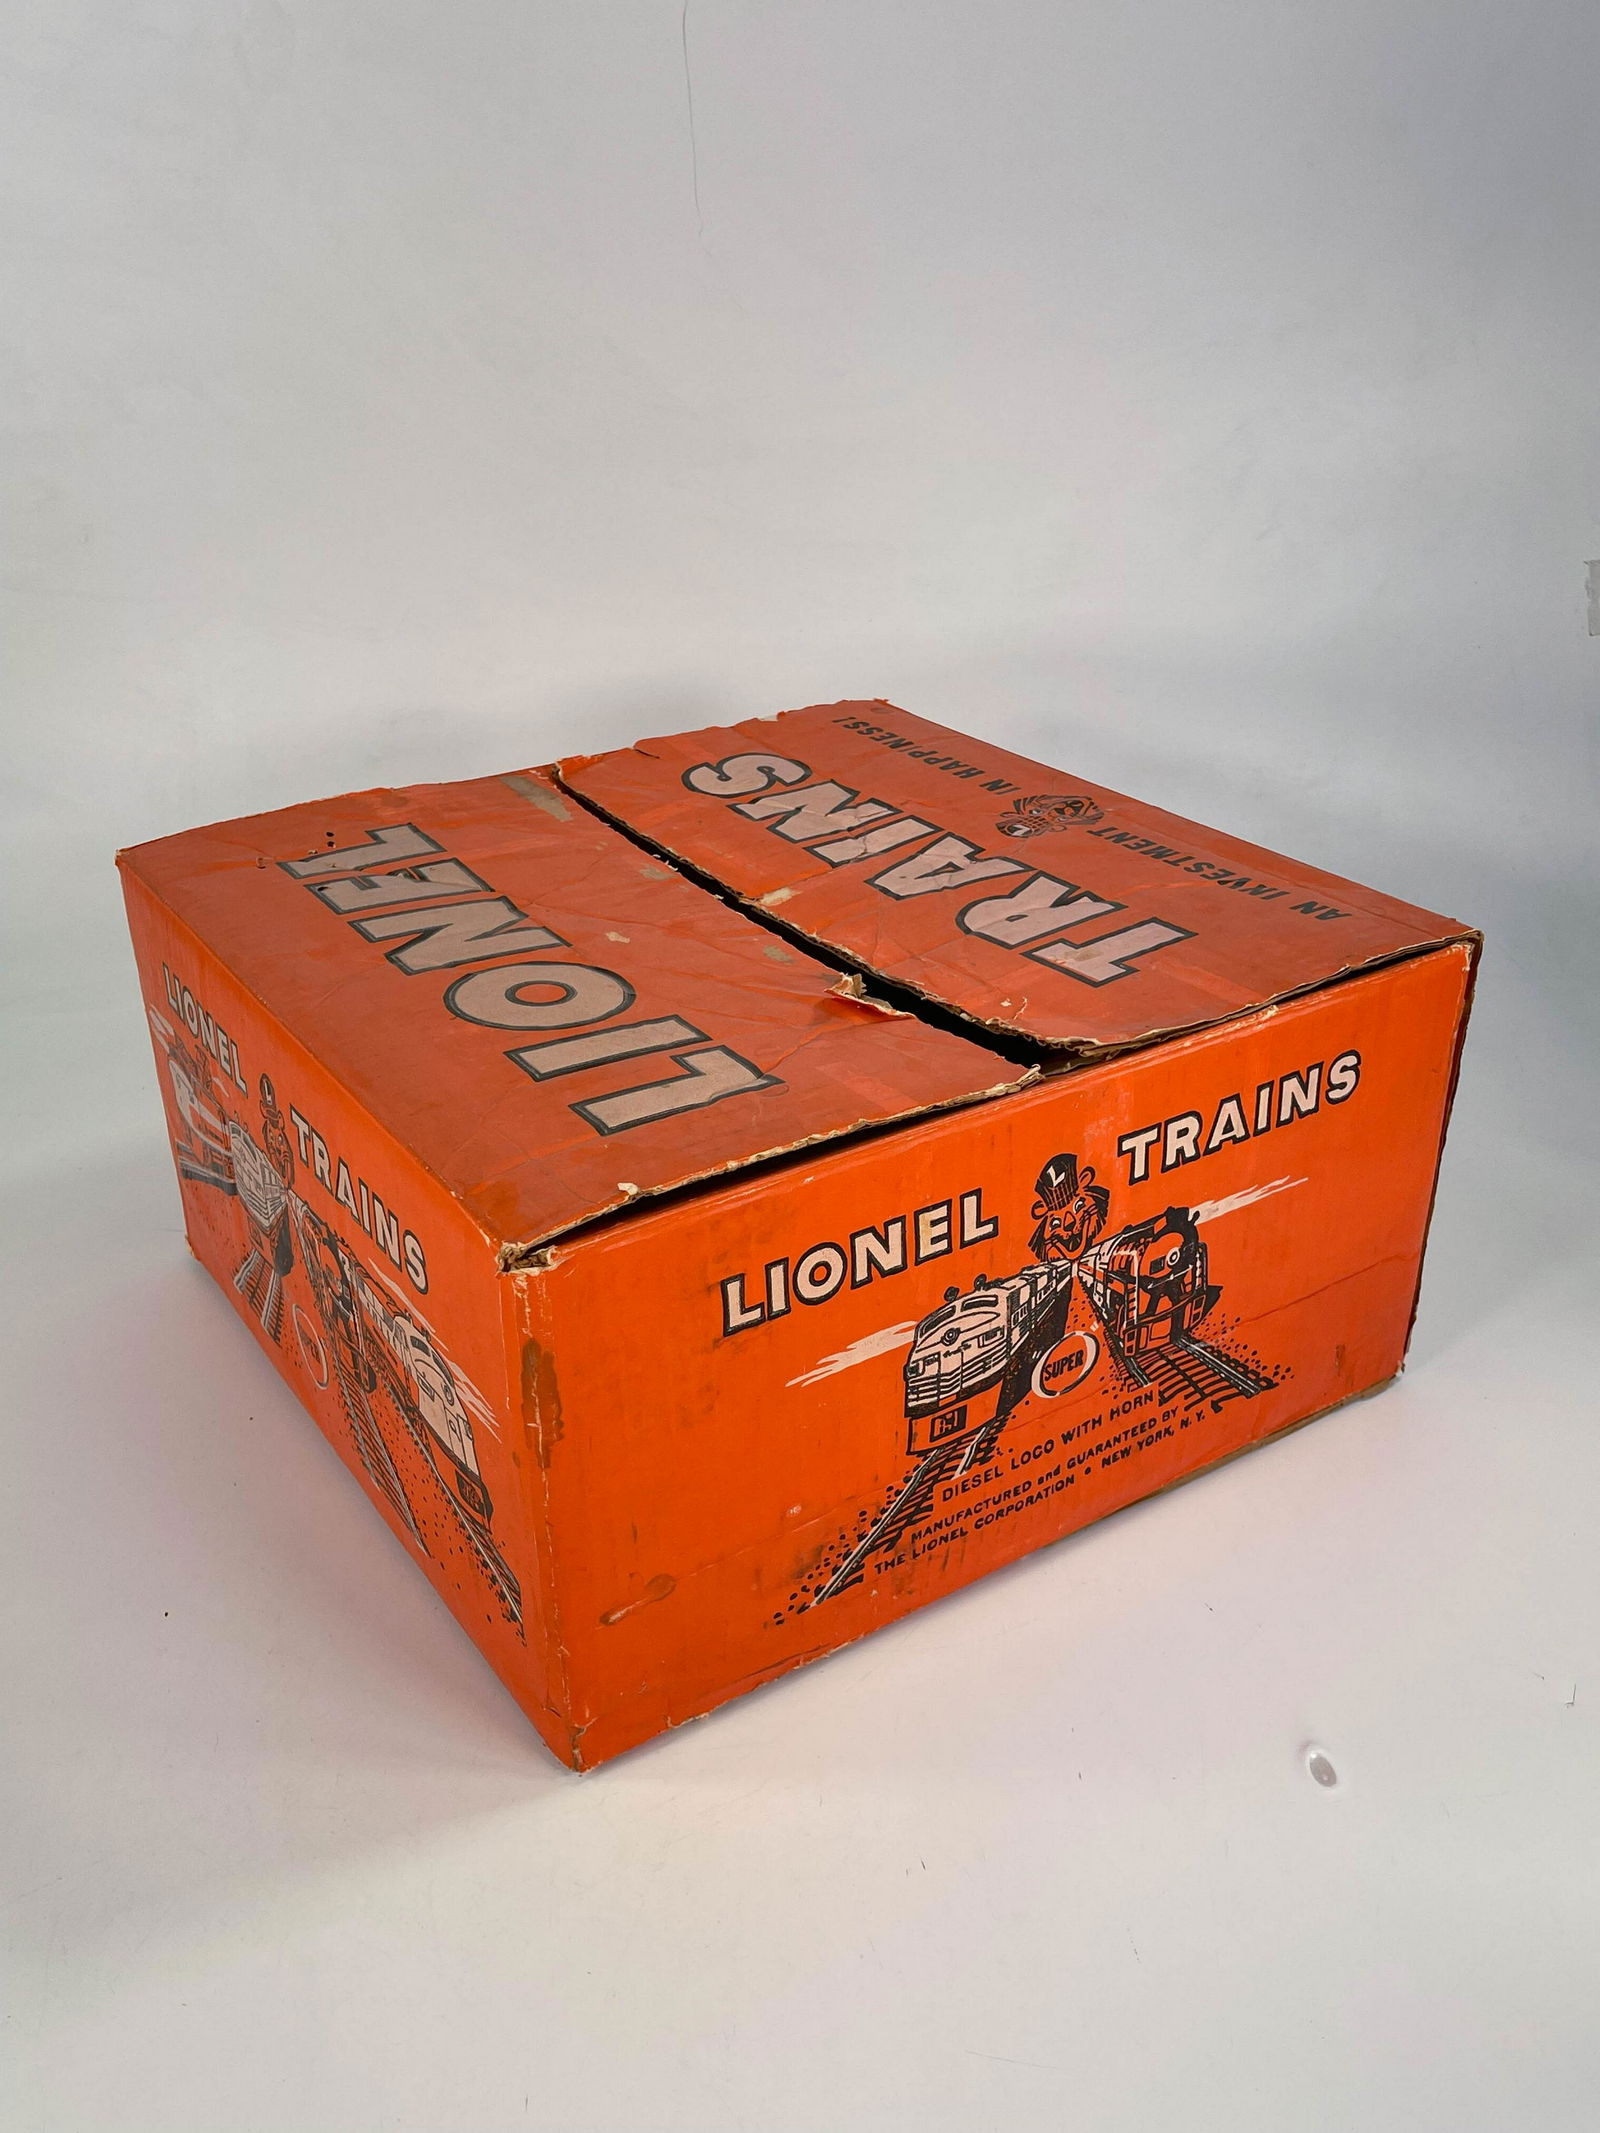 LIONEL
TRAINS
AN INVESTMENT IN HAPPINESS!
LIONEL TRAINS
LIONEL TRAINS
L
SUPER
DIESEL LOCO WITH HORN
MANUFACTURED and GUARANTEED BY
THE LIONEL CORPORATION • NEW YORK, N.Y.